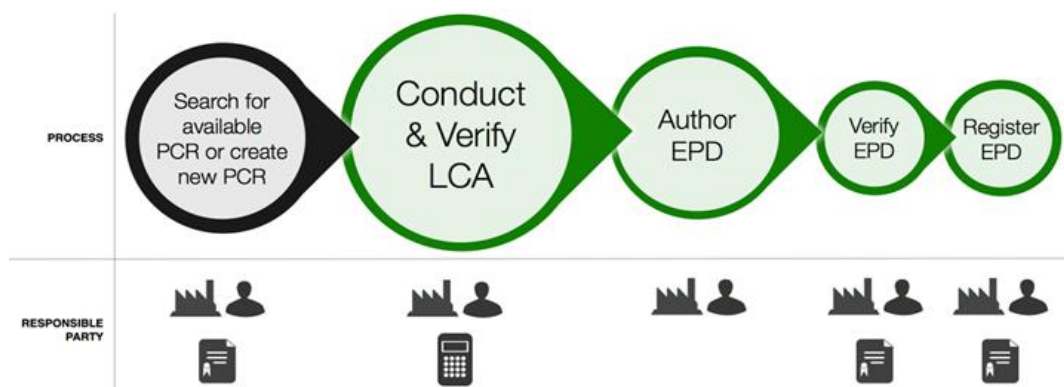 PROCESS
Search for
available
PCR or create
new PCR
Conduct
& Verify
LCA
Author
EPD
Verify
EPD
Register
EPD
RESPONSIBLE
PARTY